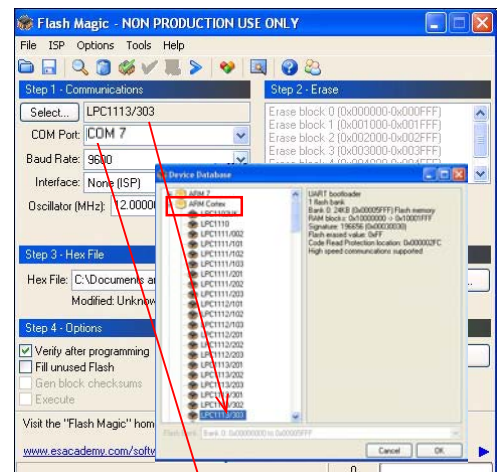 Flash Magic - NON PRODUCTION USE ONLY
File ISP Options Tools Help
Step 1 - Communications
Select... LPC1113/303
COM Port: COM 7
Baud Rate: 9600
Interface: None (ISP)
Oscillator (MHz): 12.0000
Step 2 - Erase
Erase block 0 (0x000000-0x000FFF)
Erase block 1 (0x001000-0x001FFF)
Erase block 2 (0x002000-0x002FFF)
Erase block 3 (0x003000-0x003FFF)
Step 3 - Hex File
Hex File: C:\Documents a
Modified: Unknow
Step 4 - Options
Verify after programming
Fill unused Flash
Gen block checksums
Execute
Visit the "Flash Magic" hom
www.esacademy.com/softw
0
Device Database
ARM 7
ARM Cortex
LPC1110
LPC1111/002
LPC1111/101
LPC1111/102
LPC1111/103
LPC1111/201
LPC1111/202
LPC1111/203
LPC1112/101
LPC1112/102
LPC1112/103
LPC1112/201
LPC1112/202
LPC1112/203
LPC1113/201
LPC1113/202
LPC1113/203
LPC1113/301
LPC1113/302
LPC1113/303
UART bootloader
1 flash bank
Bank 0: 24KB (0x00005FFF) Flash memory
RAM block x: 0x10000000 -> 0x10001FFF
Signature: 196656 (0x00030030)
Flash erased value: 0xFF
Code Read Protection location: 0x000002FC
High speed communications supported
Bank 0: 0x00000000 to 0x00005FFF
Cancel OK